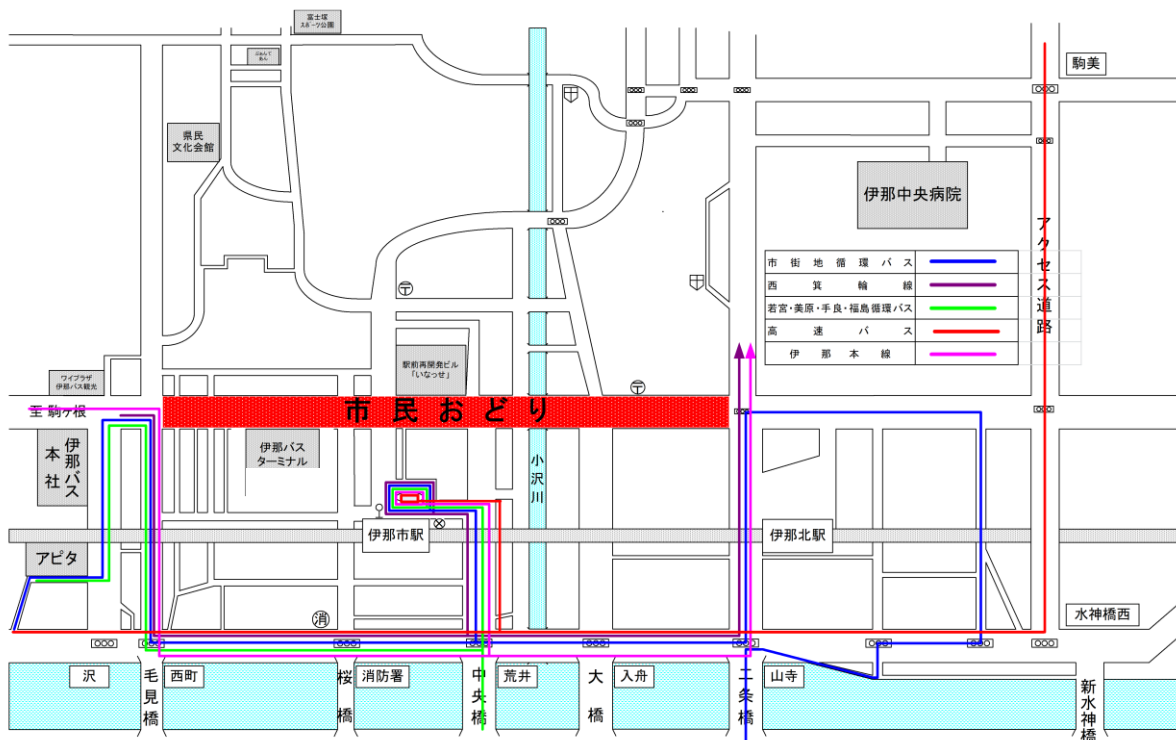 富士塚
スポーツ公園
駒美
県民
文化会館
伊那中央病院
アクセス道路
市街地循環バス
西箕輪線
若宮・美原・手良・福島循環バス
高速バス
伊那本線
駅前再開発ビル
「いなっせ」
ワイプラザ
伊那バス観光
至 駒ヶ根
市民おどり
伊那バス
本社
伊那バス
ターミナル
小沢川
伊那市駅
伊那北駅
アピタ
消
水神橋西
沢
毛見橋
西町
桜橋
消防署
中央橋
荒井
大橋
入舟
二条橋
山寺
新水神橋